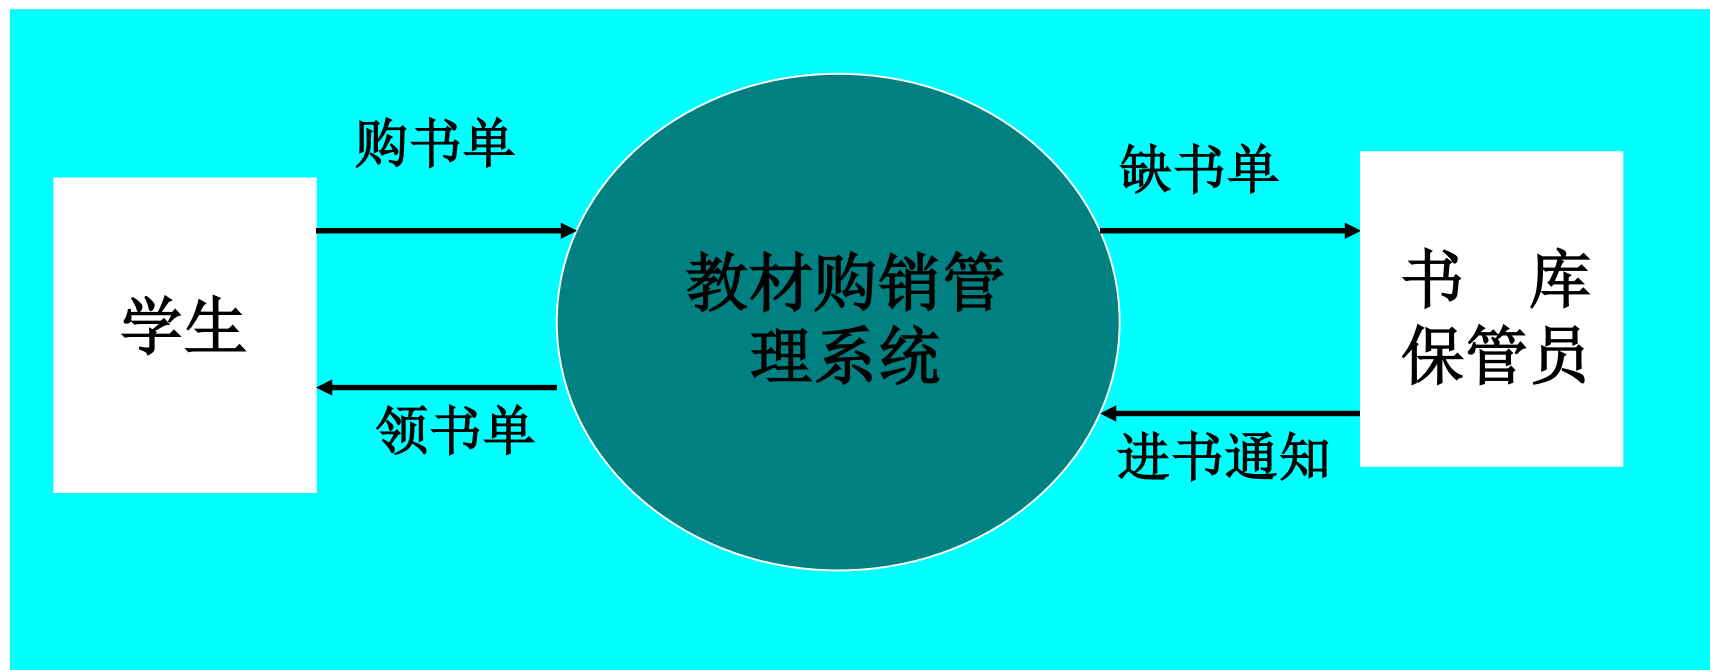 购书单
缺书单
学生
教材购销管
理系统
书 库
保管员
领书单
进书通知